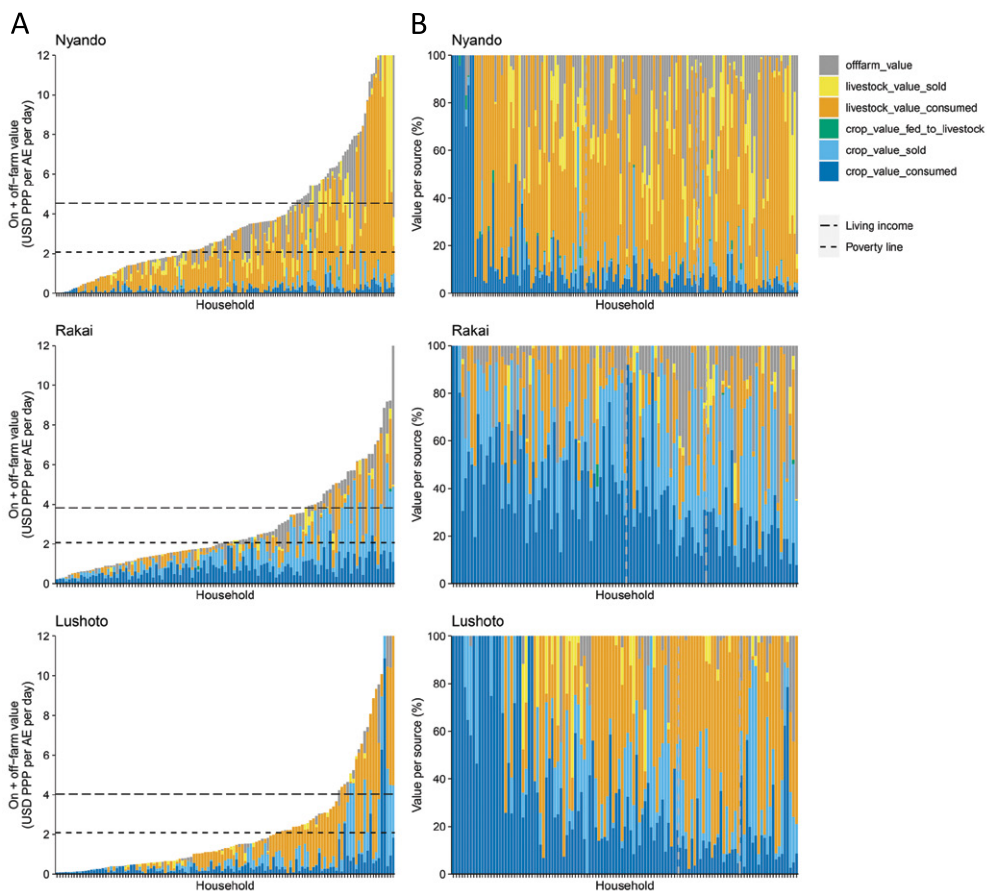 A
B
Nyando
On + off-farm value
(USD PPP per AE per day)
12
10
8
6
4
2
0
Household
Nyando
Value per source (%)
100
80
60
40
20
0
Household
offfarm_value
livestock_value_sold
livestock_value_consumed
crop_value_fed_to_livestock
crop_value_sold
crop_value_consumed
Living income
Poverty line
Rakai
On + off-farm value
(USD PPP per AE per day)
12
10
8
6
4
2
0
Household
Rakai
Value per source (%)
100
80
60
40
20
0
Household
Lushoto
On + off-farm value
(USD PPP per AE per day)
12
10
8
6
4
2
0
Household
Lushoto
Value per source (%)
100
80
60
40
20
0
Household